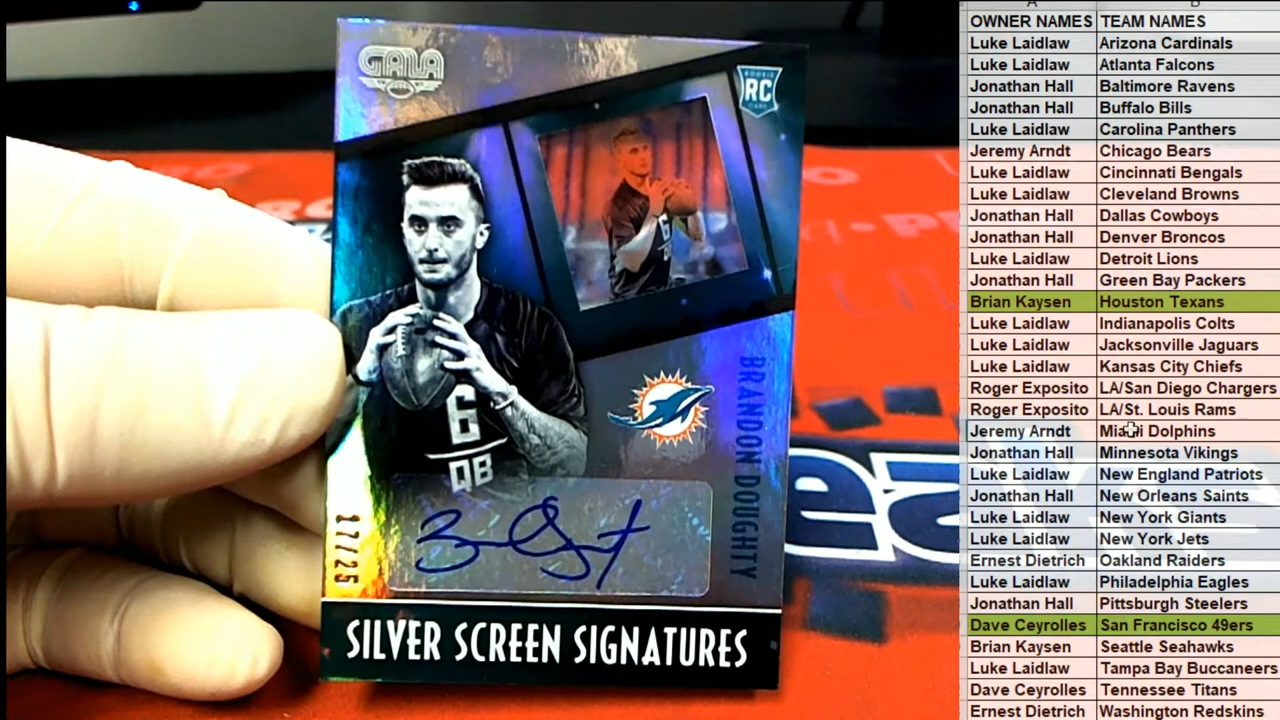 GALA
ROOKIE
RC
CARD
6
QB
6
QB
BRANDON DOUGHTY
17/25
SILVER SCREEN SIGNATURES
A B
OWNER NAMES TEAM NAMES
Luke Laidlaw Arizona Cardinals
Luke Laidlaw Atlanta Falcons
Jonathan Hall Baltimore Ravens
Jonathan Hall Buffalo Bills
Luke Laidlaw Carolina Panthers
Jeremy Arndt Chicago Bears
Luke Laidlaw Cincinnati Bengals
Luke Laidlaw Cleveland Browns
Jonathan Hall Dallas Cowboys
Jonathan Hall Denver Broncos
Luke Laidlaw Detroit Lions
Jonathan Hall Green Bay Packers
Brian Kaysen Houston Texans
Luke Laidlaw Indianapolis Colts
Luke Laidlaw Jacksonville Jaguars
Luke Laidlaw Kansas City Chiefs
Roger Exposito LA/San Diego Chargers
Roger Exposito LA/St. Louis Rams
Jeremy Arndt Miami Dolphins
Jonathan Hall Minnesota Vikings
Luke Laidlaw New England Patriots
Jonathan Hall New Orleans Saints
Luke Laidlaw New York Giants
Luke Laidlaw New York Jets
Ernest Dietrich Oakland Raiders
Luke Laidlaw Philadelphia Eagles
Jonathan Hall Pittsburgh Steelers
Dave Ceyrolles San Francisco 49ers
Brian Kaysen Seattle Seahawks
Luke Laidlaw Tampa Bay Buccaneers
Dave Ceyrolles Tennessee Titans
Ernest Dietrich Washington Redskins